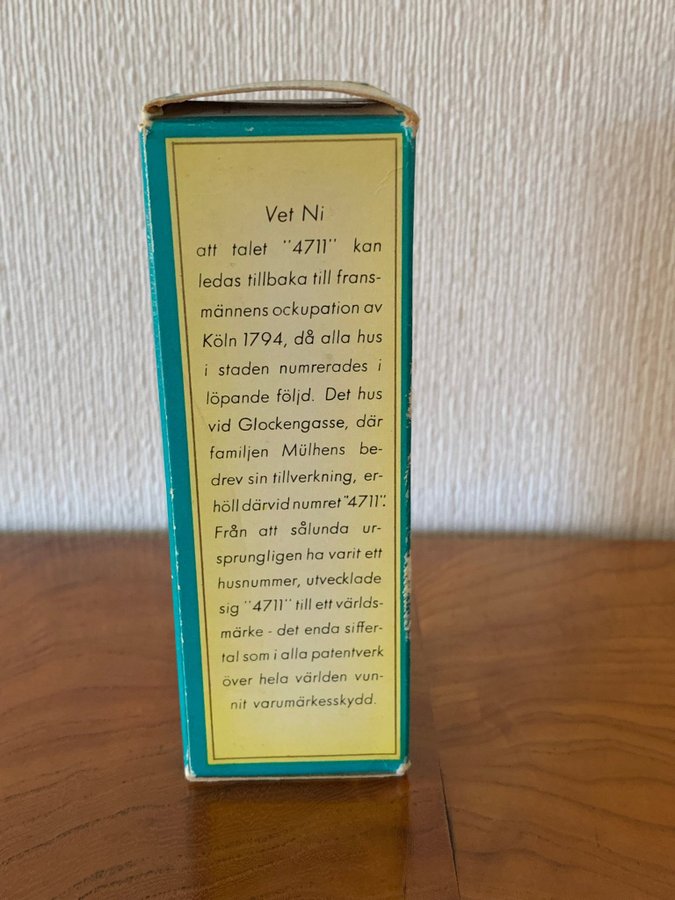 Vet Ni
att talet "4711" kan
ledas tillbaka till frans-
männens ockupation av
Köln 1794, då alla hus
i staden numrerades i
löpande följd. Det hus
vid Glockengasse, där
familjen Mülhens be-
drev sin tillverkning, er-
höll därvid numret "4711".
Från att sålunda ur-
sprungligen ha varit ett
husnummer, utvecklade
sig "4711" till ett världs-
märke - det enda siffer-
tal som i alla patentverk
över hela världen vun-
nit varumärkesskydd.